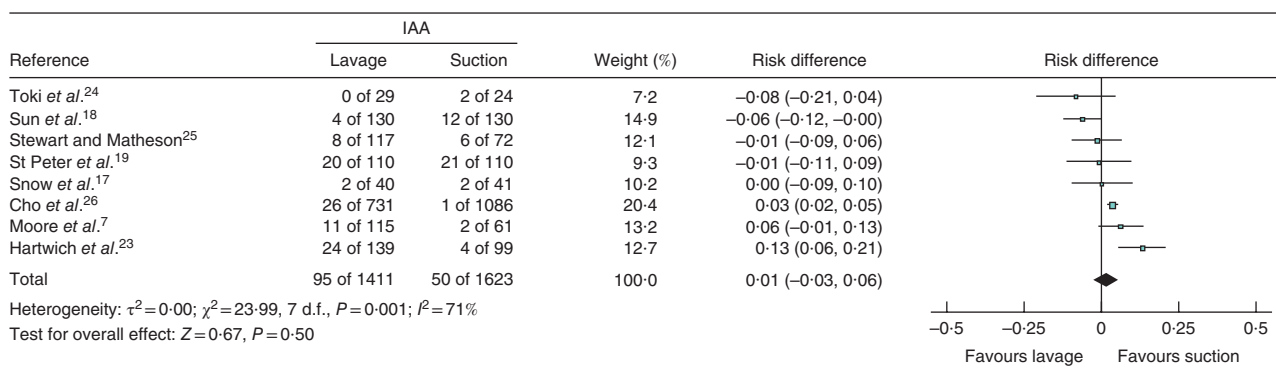 IAA
Reference Lavage Suction Weight (%) Risk difference Risk difference
Toki et al.24 0 of 29 2 of 24 7·2 –0·08 (–0·21, 0·04)
Sun et al.18 4 of 130 12 of 130 14·9 –0·06 (–0·12, –0·00)
Stewart and Matheson25 8 of 117 6 of 72 12·1 –0·01 (–0·09, 0·06)
St Peter et al.19 20 of 110 21 of 110 9·3 –0·01 (–0·11, 0·09)
Snow et al.17 2 of 40 2 of 41 10·2 0·00 (–0·09, 0·10)
Cho et al.26 26 of 731 1 of 1086 20·4 0·03 (0·02, 0·05)
Moore et al.7 11 of 115 2 of 61 13·2 0·06 (–0·01, 0·13)
Hartwich et al.23 24 of 139 4 of 99 12·7 0·13 (0·06, 0·21)
Total 95 of 1411 50 of 1623 100·0 0·01 (–0·03, 0·06)
Heterogeneity: τ²=0·00; χ²=23·99, 7 d.f., P=0·001; I²=71%
Test for overall effect: Z=0·67, P=0·50
–0·5 –0·25 0 0·25 0·5
Favours lavage Favours suction